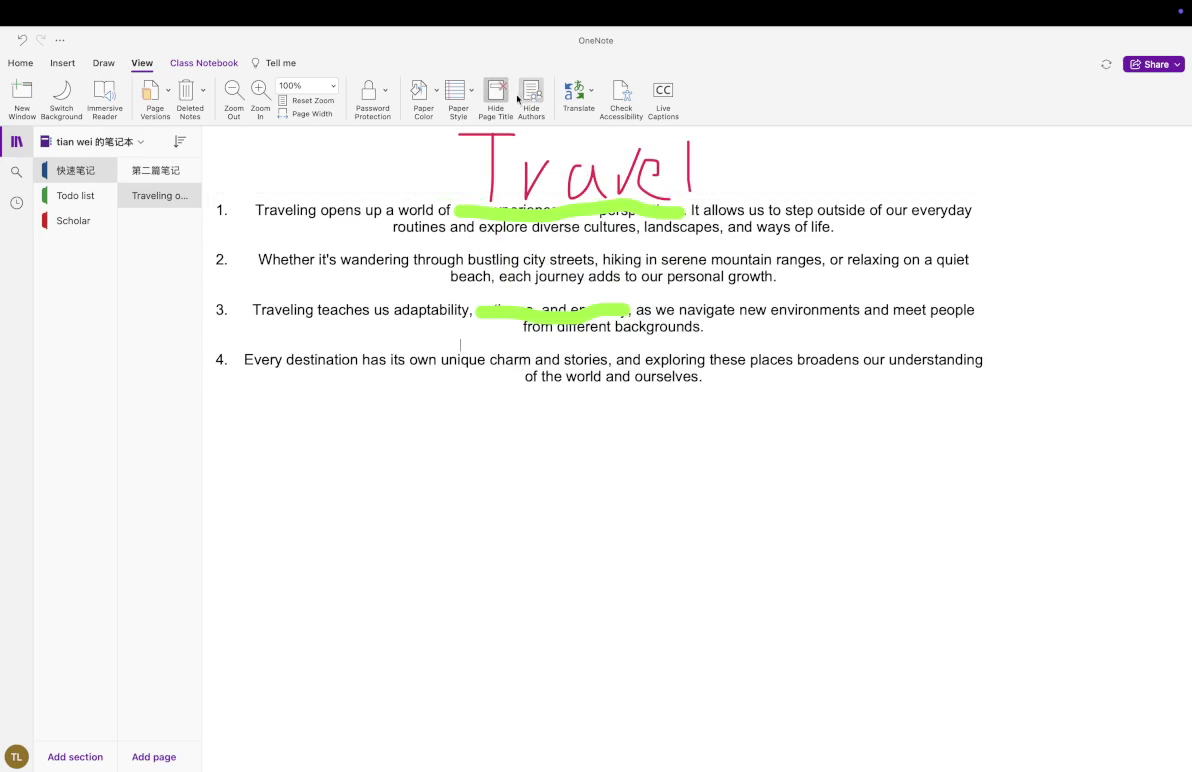 OneNote
Home Insert Draw View Class Notebook Tell me
Share
New Window
Switch Background
Immersive Reader
Page Versions
Deleted Notes
Zoom Out
Zoom In
100%
Reset Zoom
Page Width
Password Protection
Paper Color
Paper Style
Hide Page Title
Hide Authors
Translate
Check Accessibility
CC
Live Captions
tian wei 的笔记本
快速笔记
Todo list
Scholar
第二篇笔记
Traveling o...
Travel
1. Traveling opens up a world of . It allows us to step outside of our everyday
routines and explore diverse cultures, landscapes, and ways of life.
2. Whether it's wandering through bustling city streets, hiking in serene mountain ranges, or relaxing on a quiet
beach, each journey adds to our personal growth.
3. Traveling teaches us adaptability, and , as we navigate new environments and meet people
from different backgrounds.
4. Every destination has its own unique charm and stories, and exploring these places broadens our understanding
of the world and ourselves.
TL
Add section
Add page